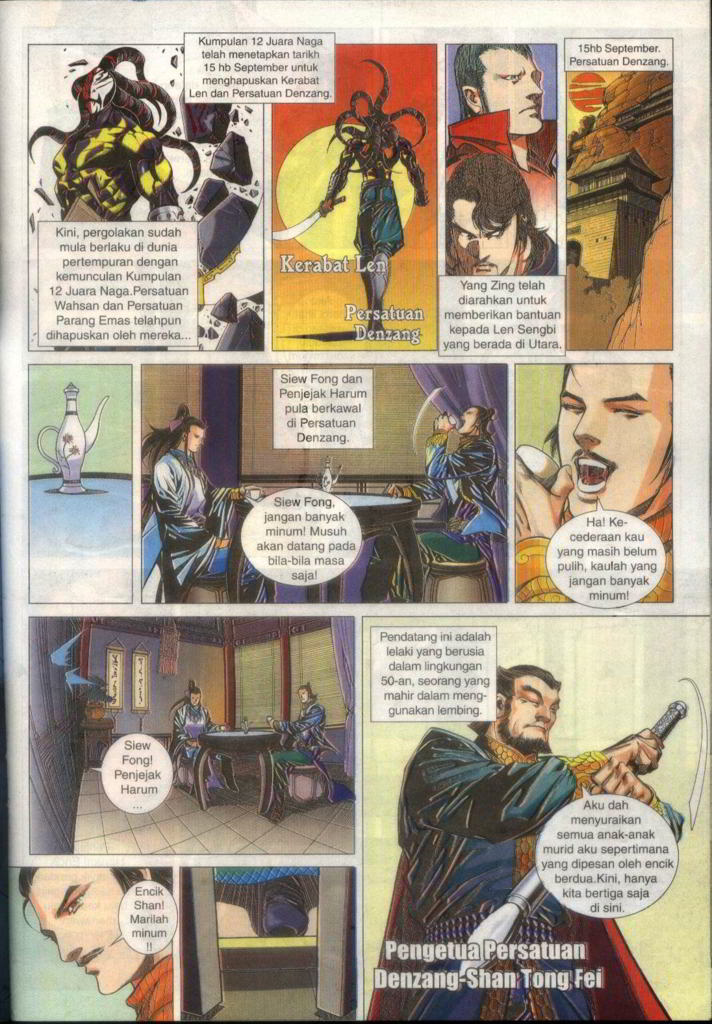 Kumpulan 12 Juara Naga
telah menetapkan tarikh
15 hb September untuk
menghapuskan Kerabat
Len dan Persatuan Denzang.
Kini, pergolakan sudah
mula berlaku di dunia
pertempuran dengan
kemunculan Kumpulan
12 Juara Naga.Persatuan
Wahsan dan Persatuan
Parang Emas telahpun
dihapuskan oleh mereka...
Kerabat Len
Persatuan
Denzang
Yang Zing telah
diarahkan untuk
memberikan bantuan
kepada Len Sengbi
yang berada di Utara.
15hb September.
Persatuan Denzang.
Siew Fong dan
Penjejak Harum
pula berkawal
di Persatuan
Denzang.
Siew Fong,
jangan banyak
minum! Musuh
akan datang pada
bila-bila masa
saja!
Ha! Ke-
cederaan kau
yang masih belum
pulih, kaulah yang
jangan banyak
minum!
Siew
Fong!
Penjejak
Harum
...
Pendatang ini adalah
lelaki yang berusia
dalam lingkungan
50-an, seorang yang
mahir dalam meng-
gunakan lembing.
Aku dah
menyuraikan
semua anak-anak
murid aku sepertimana
yang dipesan oleh encik
berdua.Kini, hanya
kita bertiga saja
di sini.
Pengetua Persatuan
Denzang-Shan Tong Fei
Encik
Shan!
Marilah
minum
!!